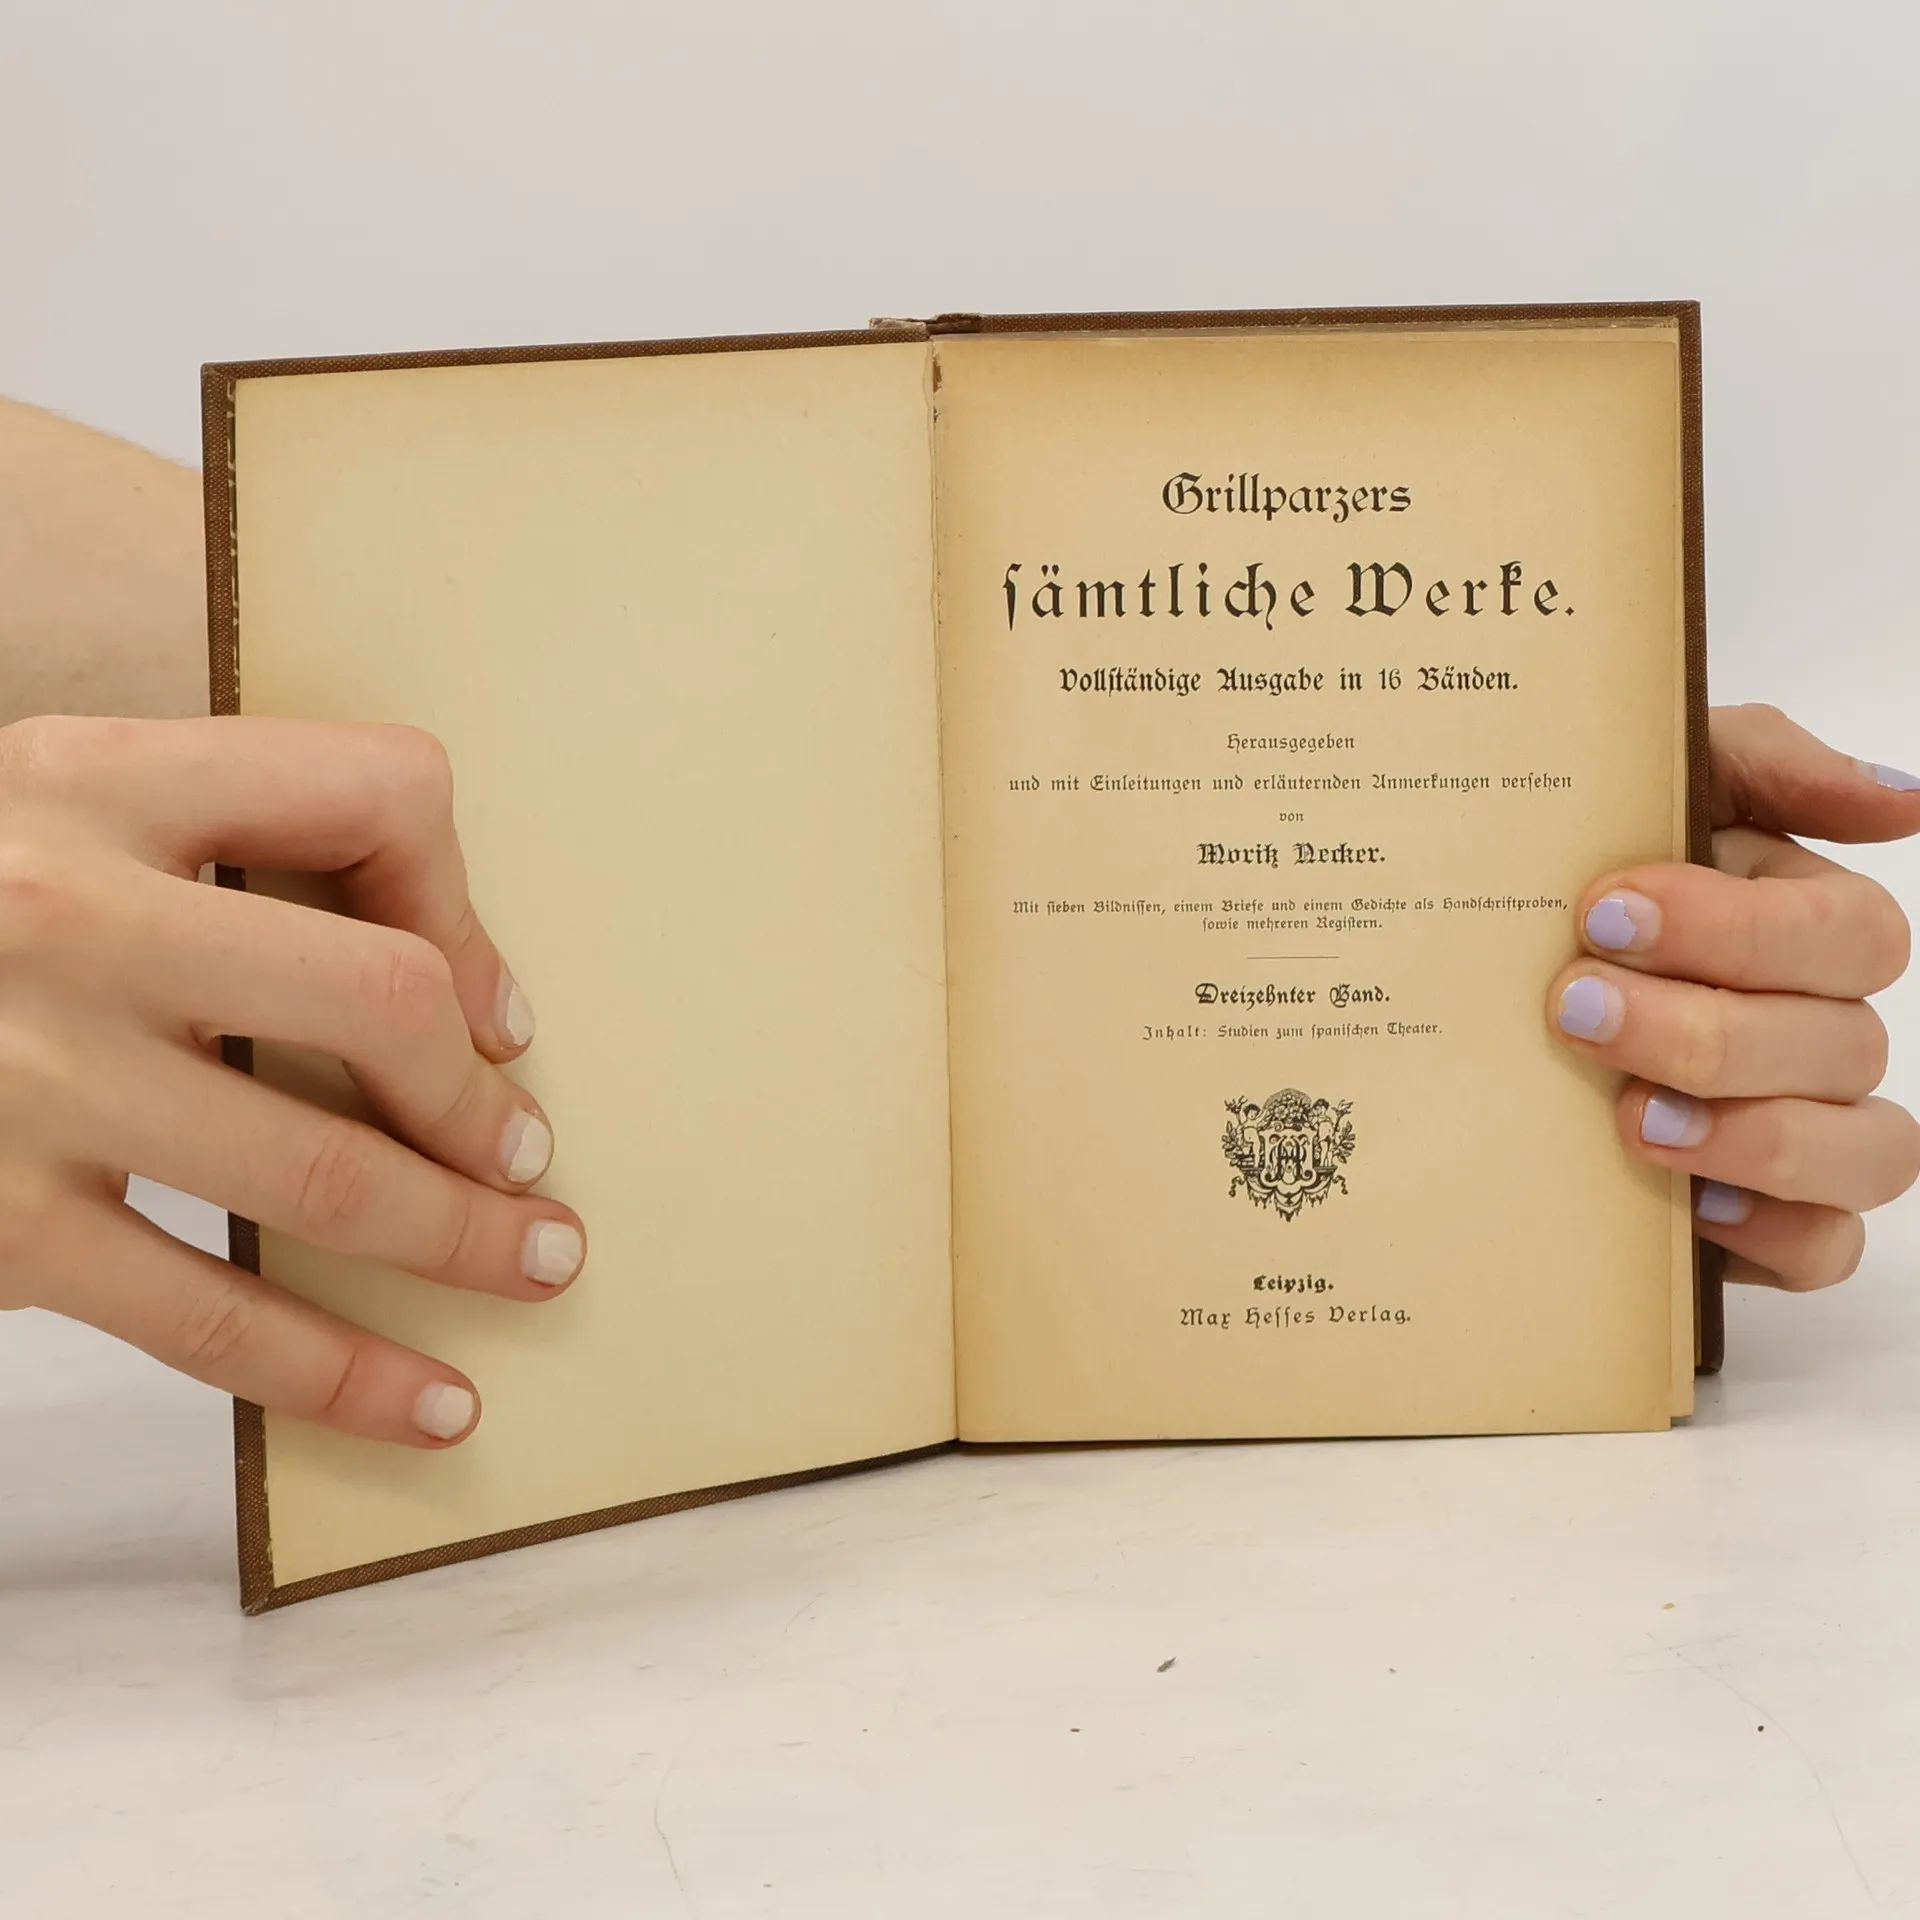 Grillparzers
ſämtliche Werke.
Vollſtändige Ausgabe in 16 Bänden.
Herausgegeben
und mit Einleitungen und erläuternden Anmerkungen verſehen
von
Moritz Necker.
Mit ſieben Bildniſſen, einem Briefe und einem Gedichte als Handſchriftproben,
ſowie mehreren Regiſtern.
Dreizehnter Band.
Inhalt: Studien zum ſpaniſchen Theater.
Leipzig.
Max Heſſes Verlag.